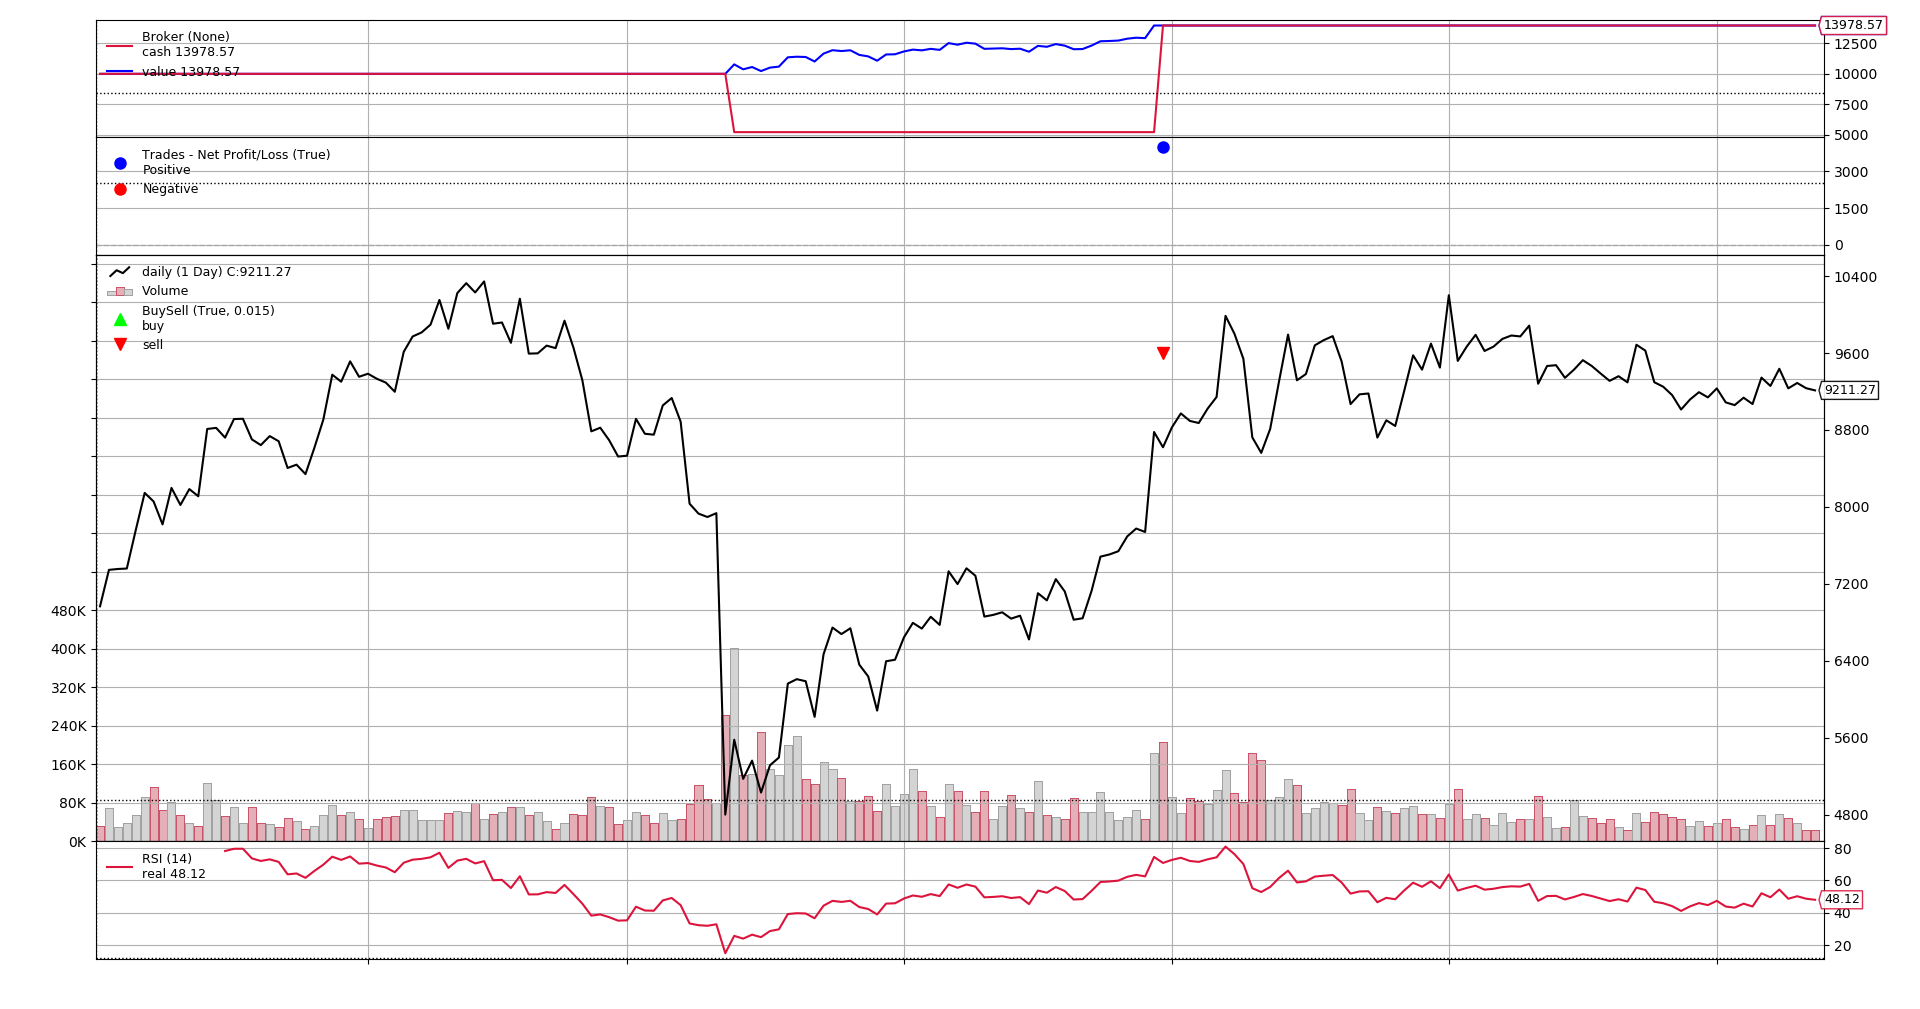 Broker (None)
cash 13978.57
value 13978.57
13978.57
12500
10000
7500
5000
Trades - Net Profit/Loss (True)
Positive
Negative
3000
1500
0
daily (1 Day) C:9211.27
Volume
BuySell (True, 0.015)
buy
sell
10400
9600
9211.27
8800
8000
7200
6400
5600
4800
480K
400K
320K
240K
160K
80K
0K
RSI (14)
real 48.12
80
60
48.12
40
20